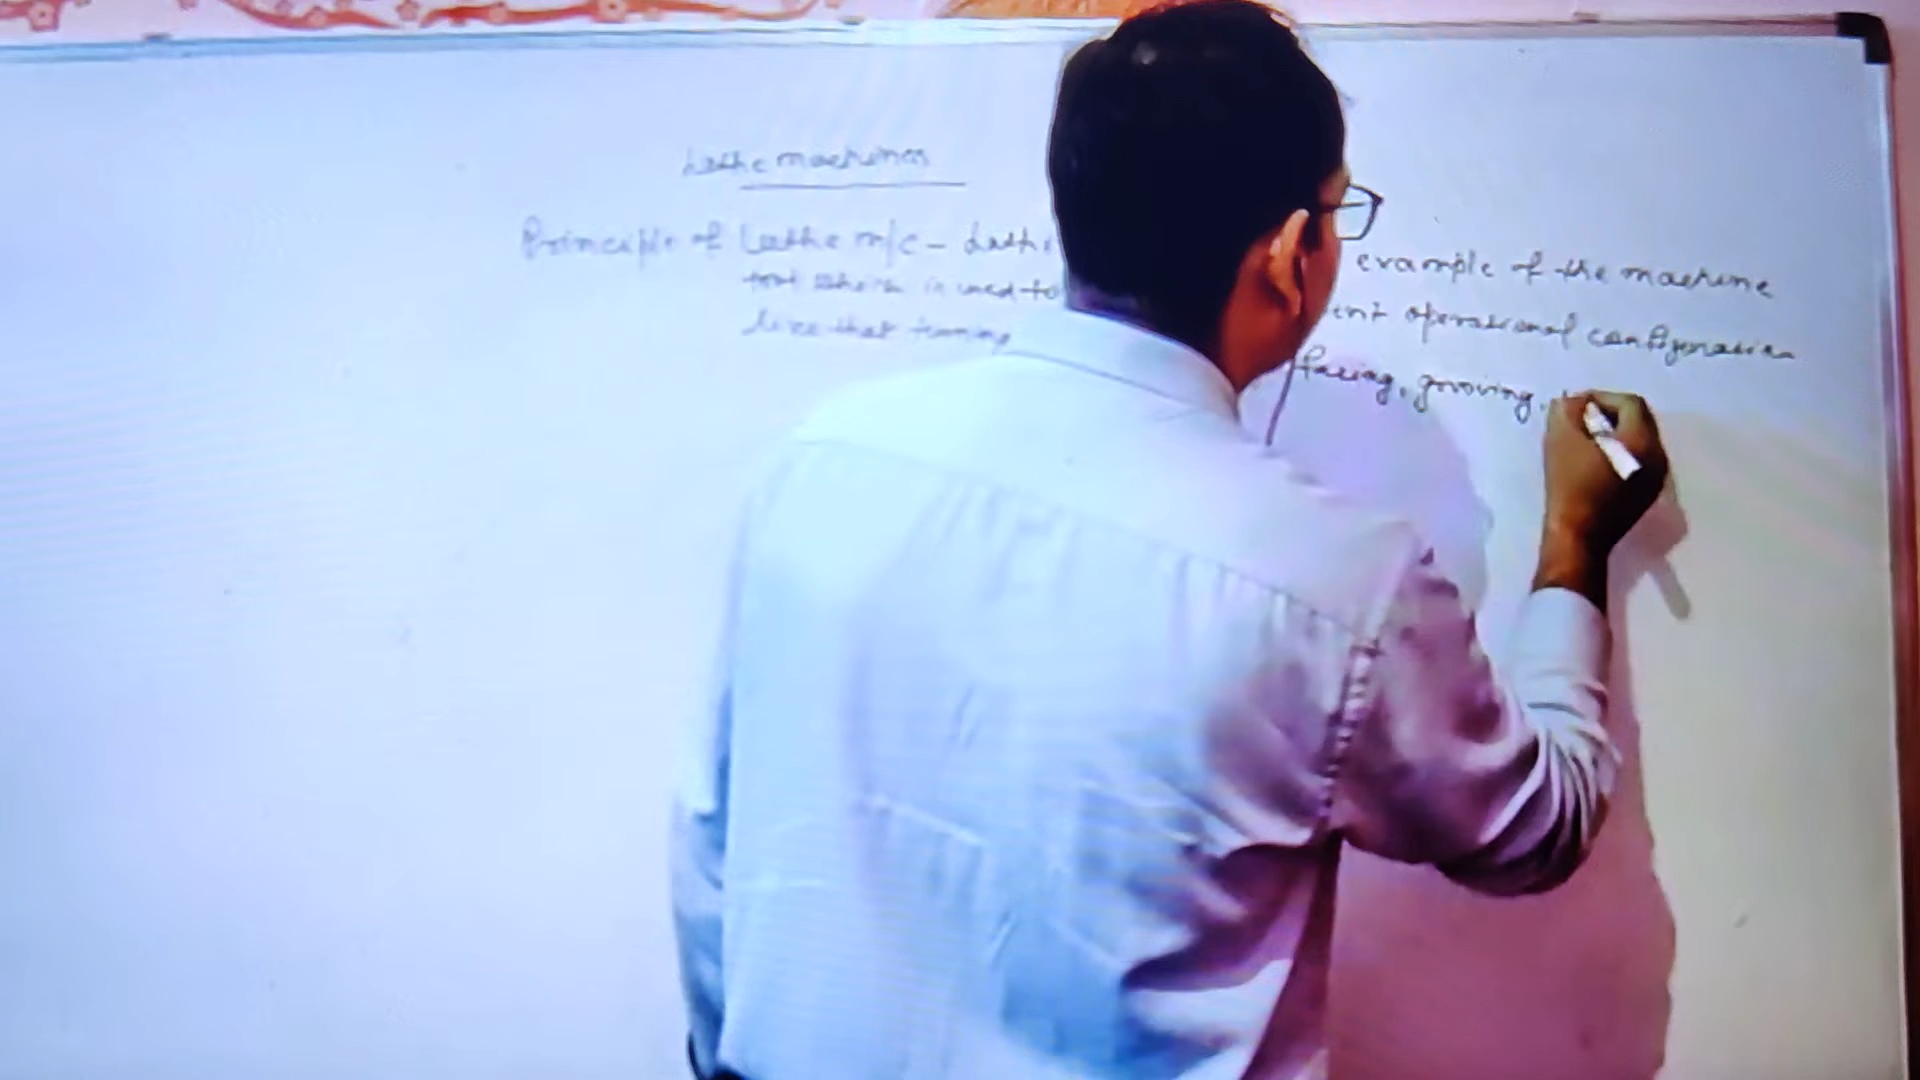 Lathe machines
Principle of Lathe m/c - Lathe example of the machine
tool which is used to ent operational configuration
like that turning facing, grooving,